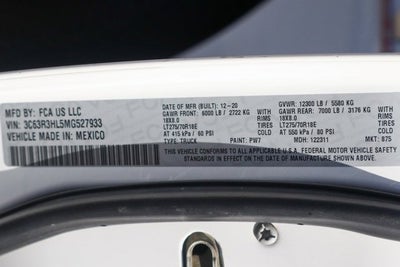 MFD BY: FCA US LLC
VIN: 3C63R3HL5MG527933
VEHICLE MADE IN: MEXICO
DATE OF MFR (BUILT): 12-20 GVWR: 12300 LB / 5580 KG
GAWR FRONT: 6000 LB / 2722 KG WITH GAWR REAR: 7000 LB / 3176 KG WITH
18X8.0 RIMS 18X8.0 RIMS
LT275/70R18E TIRES LT275/70R18E TIRES
AT 415 kPa / 60 PSI COLD AT 550 kPa / 80 PSI COLD
TYPE: TRUCK PAINT: PW7 MDH: 122311 MKT: 875
THIS VEHICLE CONFORMS TO ALL APPLICABLE U.S.A. FEDERAL MOTOR VEHICLE SAFETY
STANDARDS IN EFFECT ON THE DATE OF MANUFACTURE SHOWN ABOVE.